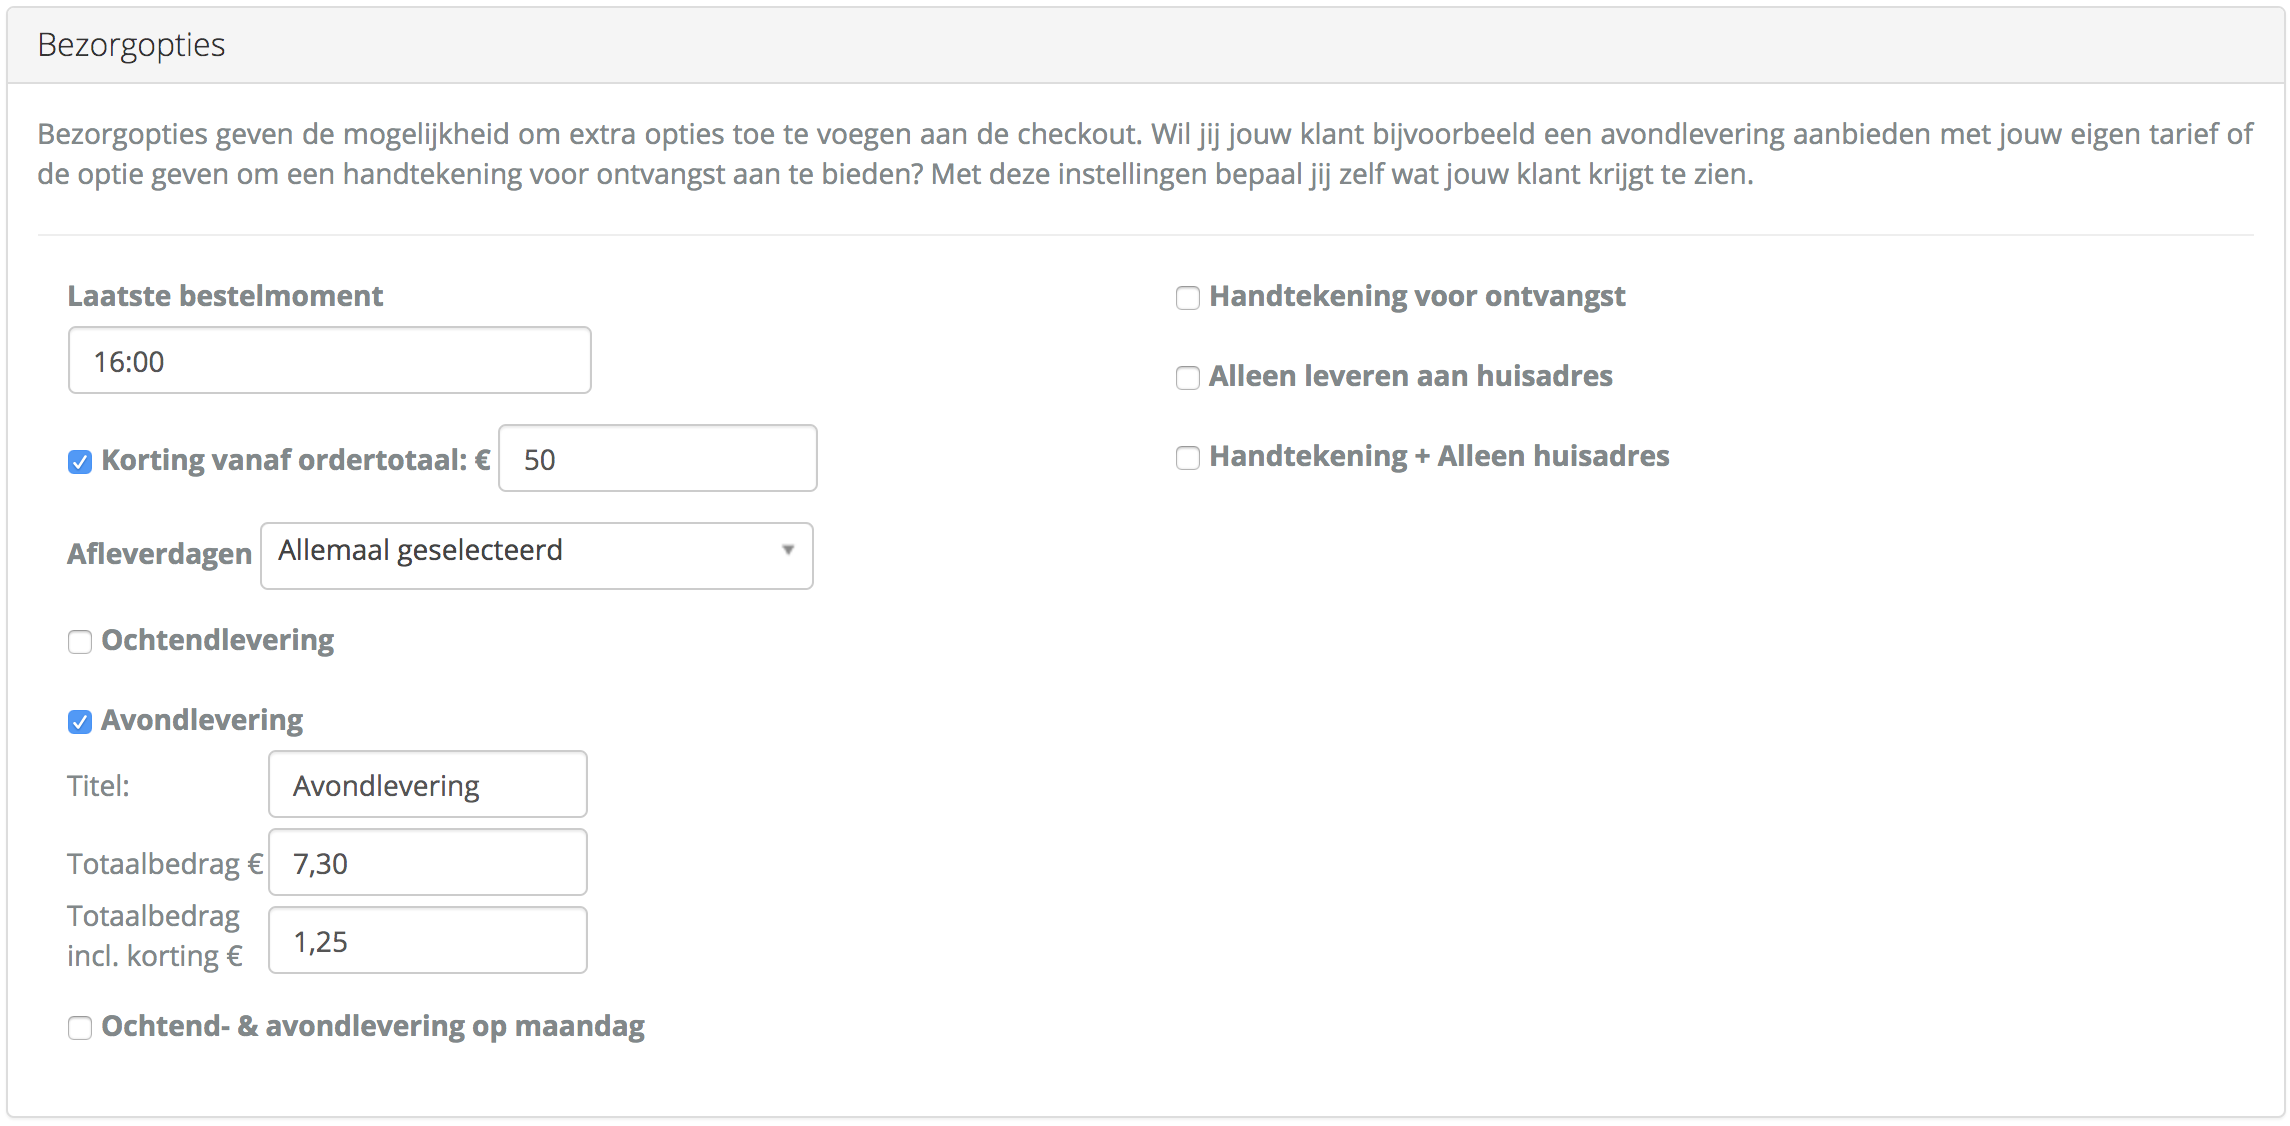 Bezorgopties
Bezorgopties geven de mogelijkheid om extra opties toe te voegen aan de checkout. Wil jij jouw klant bijvoorbeeld een avondlevering aanbieden met jouw eigen tarief of
de optie geven om een handtekening voor ontvangst aan te bieden? Met deze instellingen bepaal jij zelf wat jouw klant krijgt te zien.
Laatste bestelmoment
16:00
Korting vanaf ordertotaal: € 50
Afleverdagen Allemaal geselecteerd
Ochtendlevering
Avondlevering
Titel: Avondlevering
Totaalbedrag € 7,30
Totaalbedrag
incl. korting € 1,25
Ochtend- & avondlevering op maandag
Handtekening voor ontvangst
Alleen leveren aan huisadres
Handtekening + Alleen huisadres